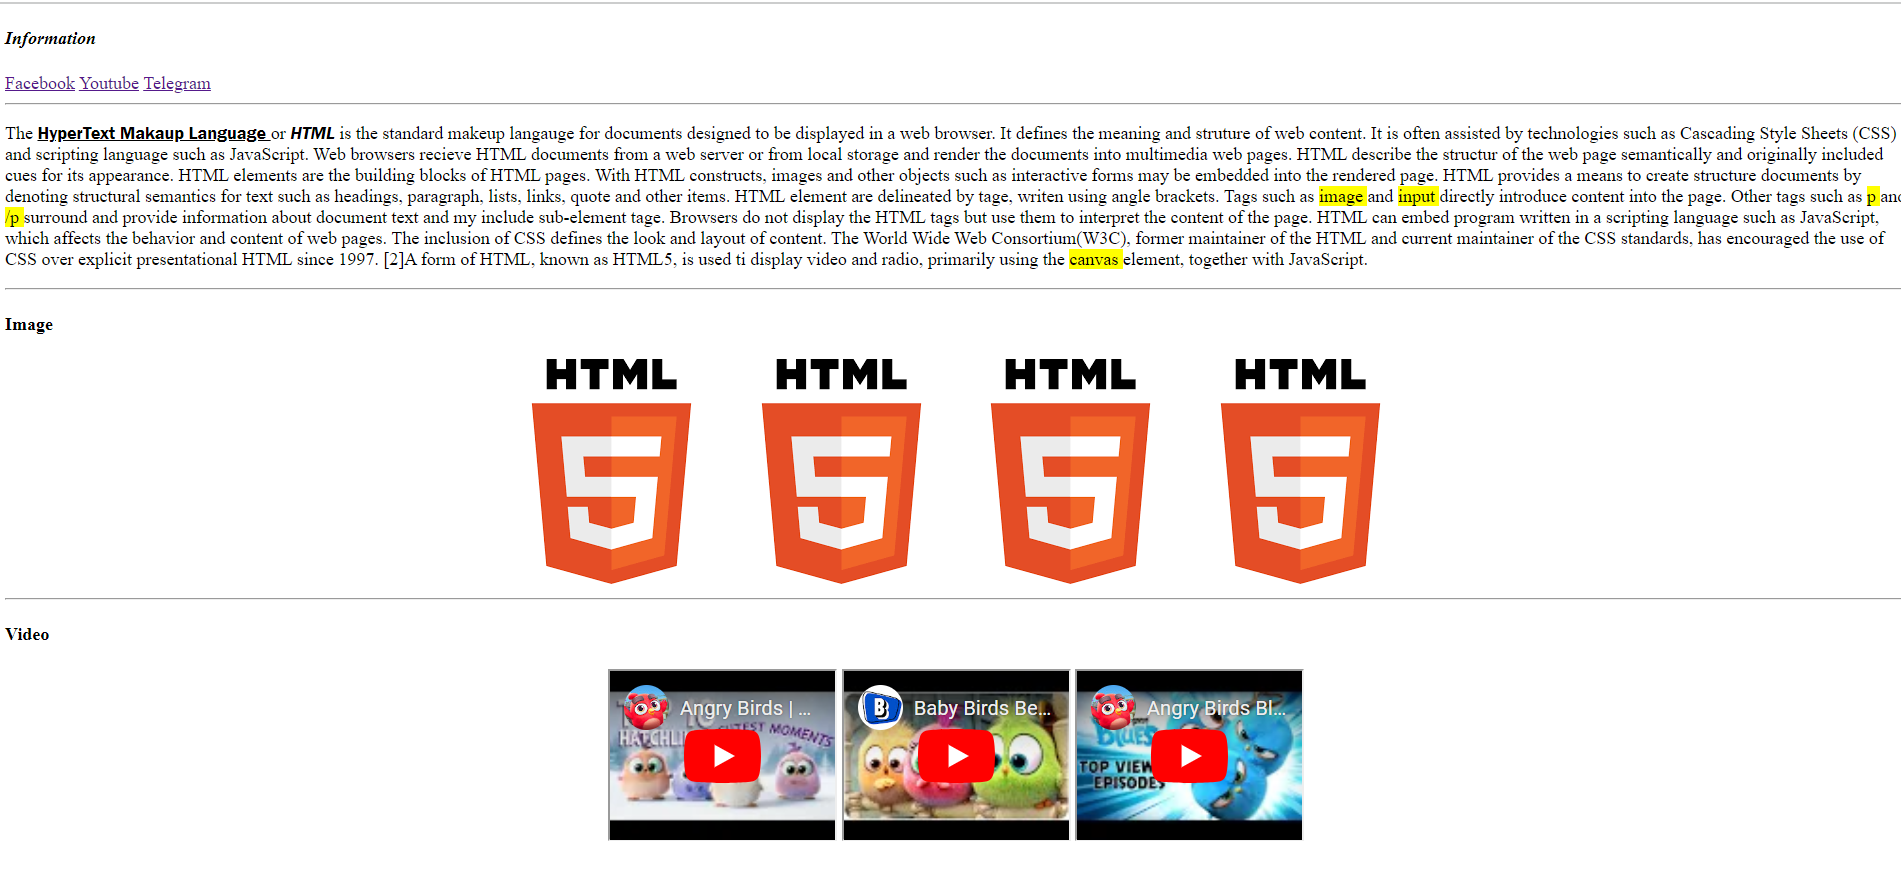 Information
Facebook Youtube Telegram
The HyperText Makaup Language or HTML is the standard makeup langauge for documents designed to be displayed in a web browser. It defines the meaning and struture of web content. It is often assisted by technologies such as Cascading Style Sheets (CSS)
and scripting language such as JavaScript. Web browsers recieve HTML documents from a web server or from local storage and render the documents into multimedia web pages. HTML describe the structur of the web page semantically and originally included
cues for its appearance. HTML elements are the building blocks of HTML pages. With HTML constructs, images and other objects such as interactive forms may be embedded into the rendered page. HTML provides a means to create structure documents by
denoting structural semantics for text such as headings, paragraph, lists, links, quote and other items. HTML element are delineated by tage, writen using angle brackets. Tags such as image and input directly introduce content into the page. Other tags such as p and
/p surround and provide information about document text and my include sub-element tage. Browsers do not display the HTML tags but use them to interpret the content of the page. HTML can embed program written in a scripting language such as JavaScript,
which affects the behavior and content of web pages. The inclusion of CSS defines the look and layout of content. The World Wide Web Consortium(W3C), former maintainer of the HTML and current maintainer of the CSS standards, has encouraged the use of
CSS over explicit presentational HTML since 1997. [2]A form of HTML, known as HTML5, is used ti display video and radio, primarily using the canvas element, together with JavaScript.
Image
HTML HTML HTML HTML
5 5 5 5
Video
Angry Birds | ...
MOMENTS
B Baby Birds Be...
Angry Birds Bl...
BLUES
TOP VIEW
EPISODES